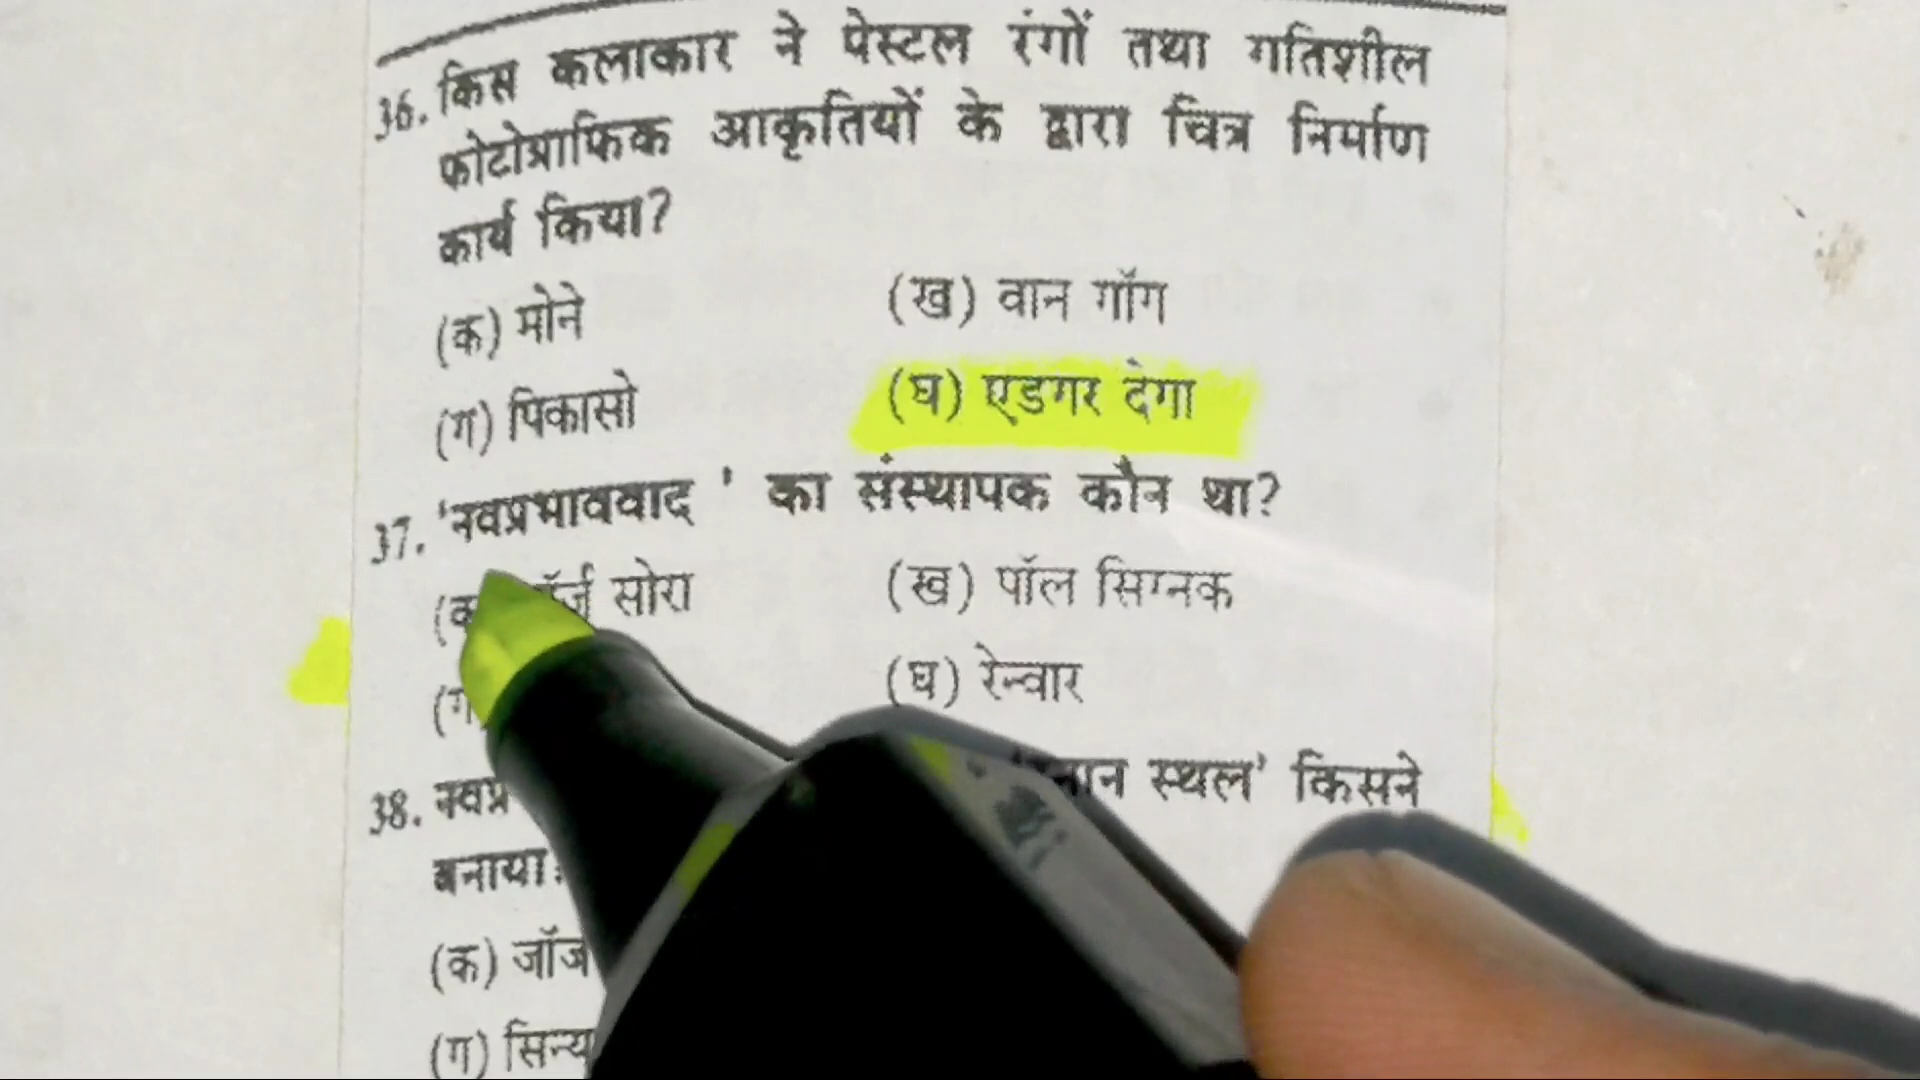 36. किस कलाकार ने पेस्टल रंगों तथा गतिशील
फोटोग्राफिक आकृतियों के द्वारा चित्र निर्माण
कार्य किया?
(क) मोने (ख) वान गॉग
(ग) पिकासो (घ) एडगर देगा
37. 'नवप्रभाववाद ' का संस्थापक कौन था?
सोरा (ख) पॉल सिग्नक
(घ) रेन्वार
38. स्थल' किसने
बनाया
(क)
(ग)